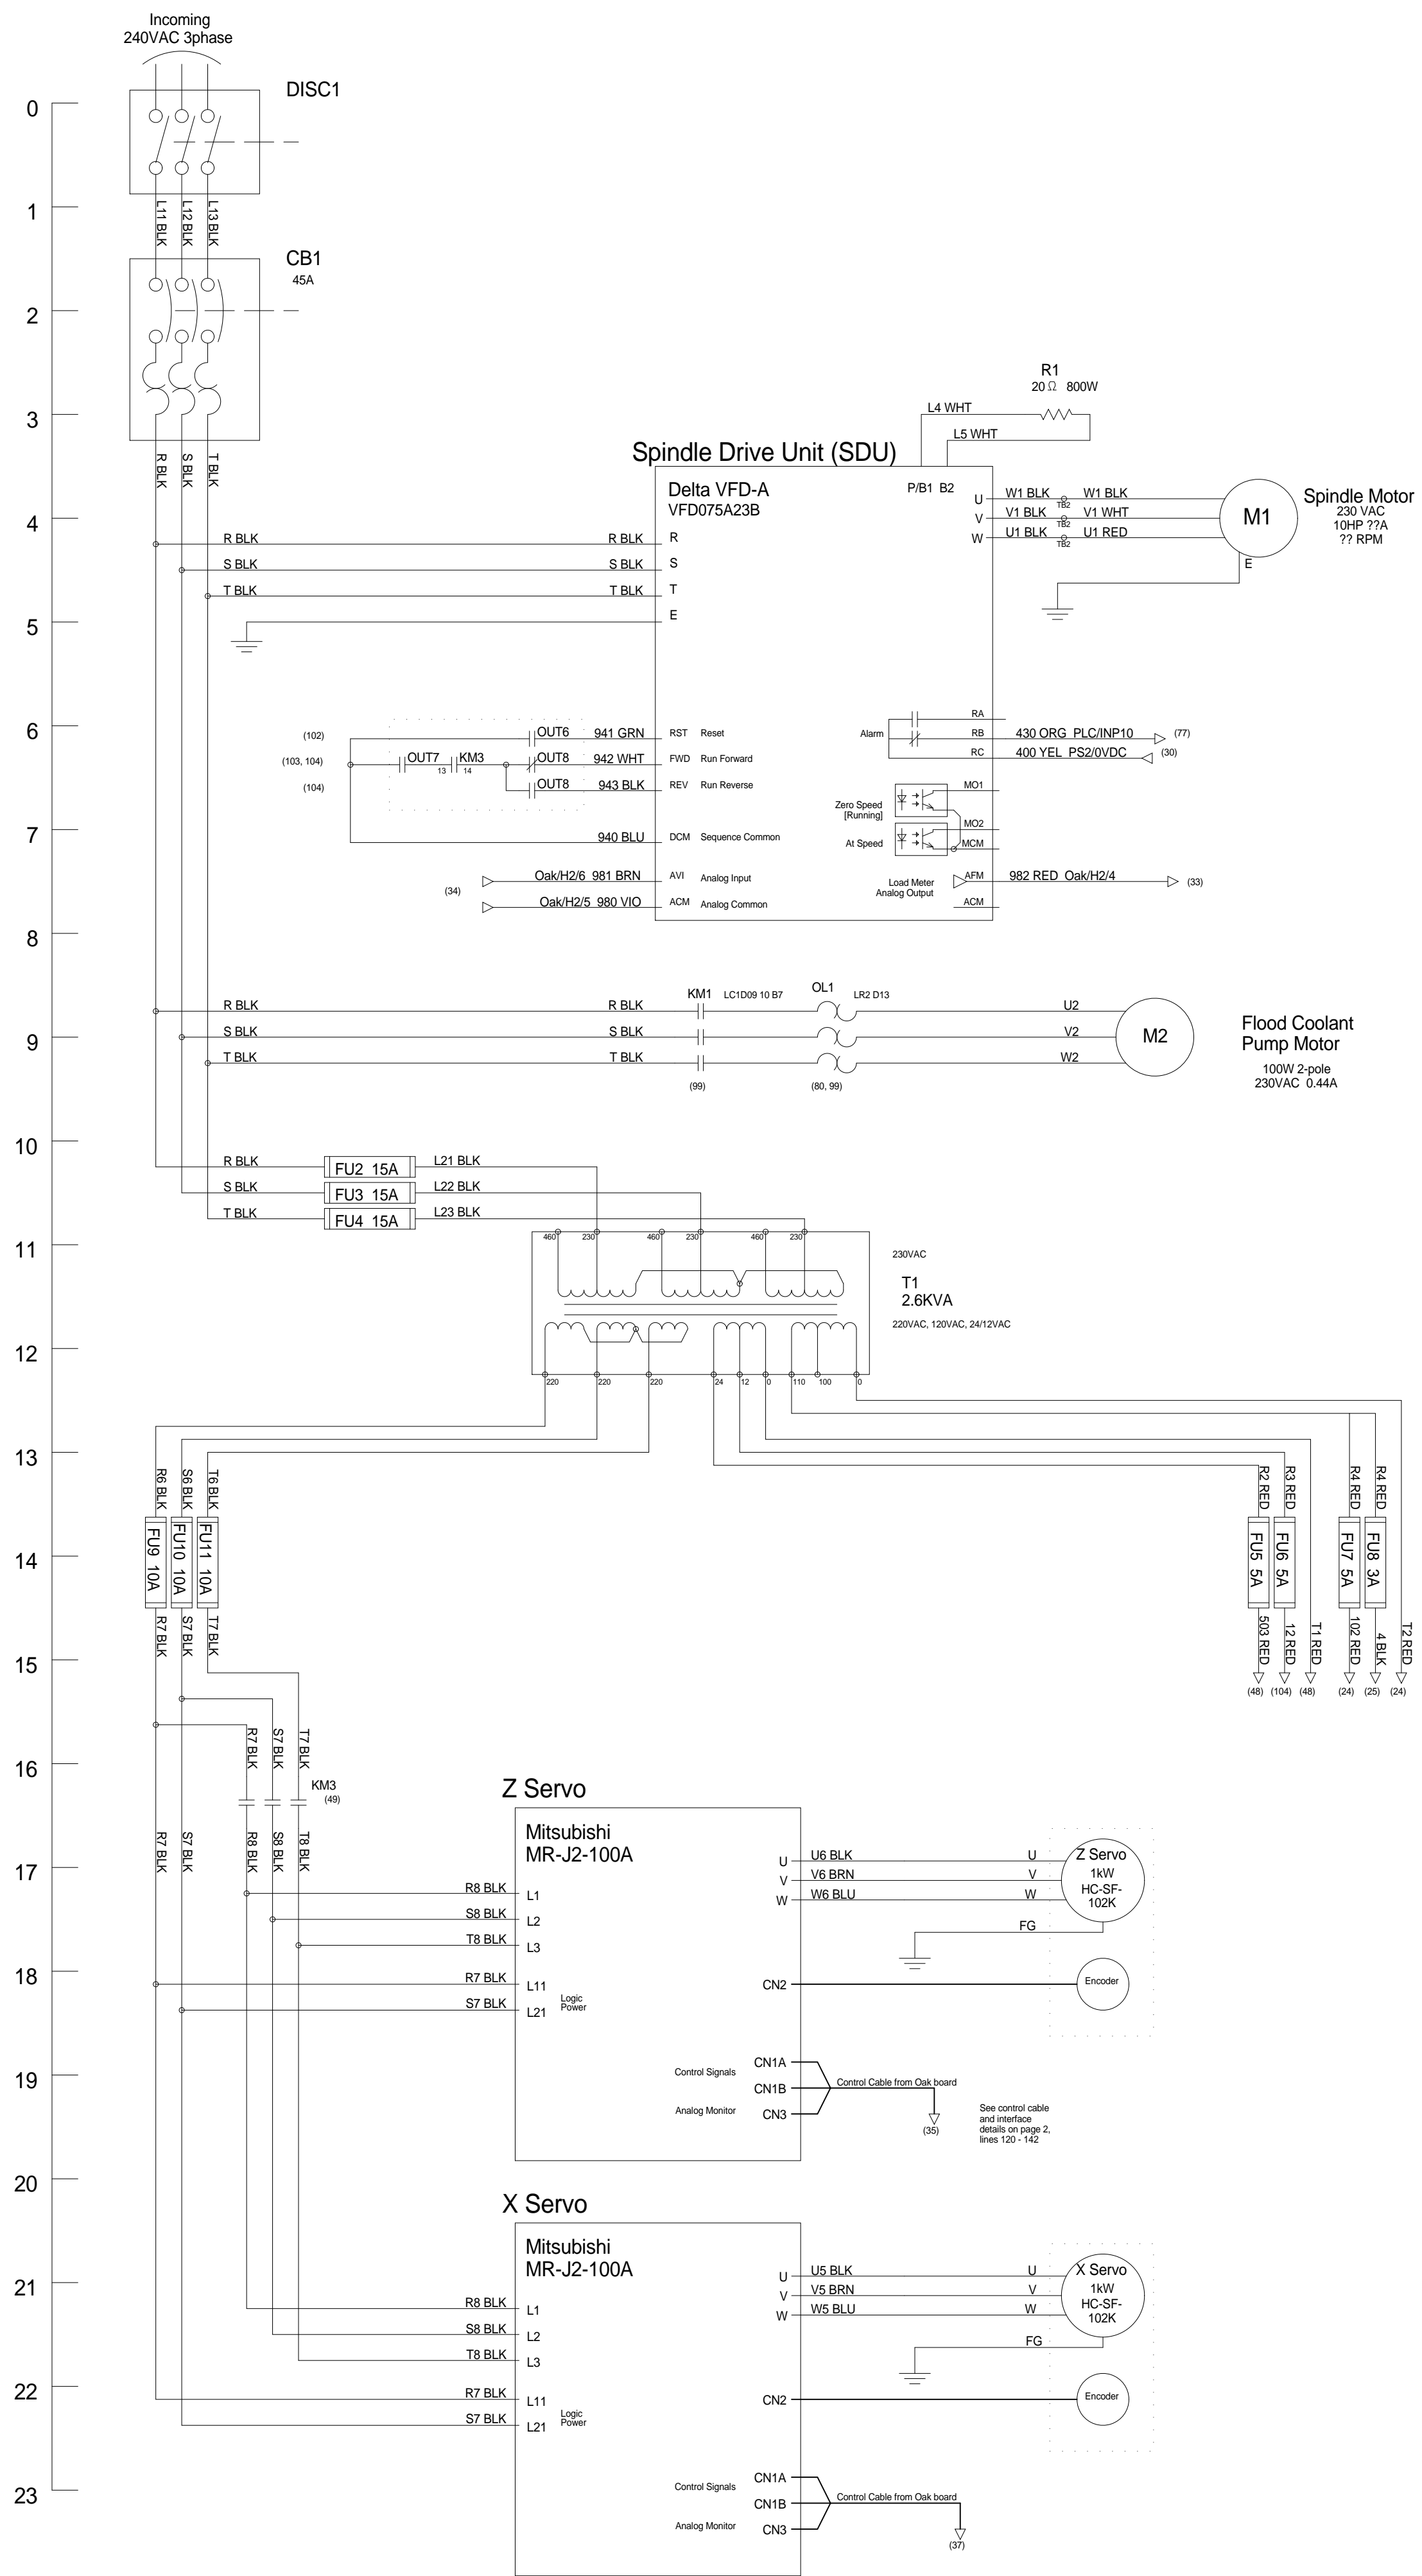 Incoming
240VAC 3phase
DISC1
0
1
L11 BLK
L12 BLK
L13 BLK
CB1
45A
2
3
R BLK
S BLK
T BLK
R1
20 Ω 800W
L4 WHT
L5 WHT
Spindle Drive Unit (SDU)
Delta VFD-A
VFD075A23B
P/B1 B2
U
W1 BLK
TB2
W1 BLK
V
V1 BLK
TB2
V1 WHT
W
U1 BLK
TB2
U1 RED
M1
E
Spindle Motor
230 VAC
10HP ??A
?? RPM
4
R BLK
R BLK
R
S BLK
S BLK
S
T BLK
T BLK
T
E
5
6
(102)
OUT6
941 GRN
RST
Reset
(103, 104)
OUT7
13
KM3
14
OUT8
942 WHT
FWD
Run Forward
(104)
OUT8
943 BLK
REV
Run Reverse
940 BLU
DCM
Sequence Common
(34)
Oak/H2/6 981 BRN
AVI
Analog Input
Oak/H2/5 980 VIO
ACM
Analog Common
Alarm
RA
RB
430 ORG PLC/INP10
(77)
RC
400 YEL PS2/0VDC
(30)
Zero Speed
[Running]
MO1
At Speed
MO2
MCM
Load Meter
Analog Output
AFM
982 RED Oak/H2/4
(33)
ACM
7
8
R BLK
R BLK
KM1
LC1D09 10 B7
OL1
LR2 D13
U2
S BLK
S BLK
V2
T BLK
T BLK
W2
(99)
(80, 99)
M2
Flood Coolant
Pump Motor
100W 2-pole
230VAC 0.44A
9
10
R BLK
FU2 15A
L21 BLK
S BLK
FU3 15A
L22 BLK
T BLK
FU4 15A
L23 BLK
11
460
230
460
230
460
230
230VAC
T1
2.6KVA
220VAC, 120VAC, 24/12VAC
12
220
220
220
24
12
0
110
100
0
13
R6 BLK
S6 BLK
T6 BLK
R2 RED
R3 RED
R4 RED
R4 RED
14
FU9 10A
FU10 10A
FU11 10A
FU5 5A
FU6 5A
FU7 5A
FU8 3A
R7 BLK
S7 BLK
T7 BLK
503 RED
12 RED
T1 RED
102 RED
4 BLK
T2 RED
15
(48)
(104)
(48)
(24)
(25)
(24)
R7 BLK
S7 BLK
T7 BLK
16
KM3
(49)
R7 BLK
S7 BLK
R8 BLK
S8 BLK
T8 BLK
Z Servo
Mitsubishi
MR-J2-100A
17
R8 BLK
L1
S8 BLK
L2
T8 BLK
L3
R7 BLK
L11
S7 BLK
L21
Logic
Power
U
U6 BLK
U
V
V6 BRN
V
W
W6 BLU
W
FG
Z Servo
1kW
HC-SF-
102K
18
CN2
Encoder
19
Control Signals
CN1A
CN1B
Analog Monitor
CN3
Control Cable from Oak board
(35)
See control cable
and interface
details on page 2,
lines 120 - 142
20
X Servo
Mitsubishi
MR-J2-100A
21
R8 BLK
L1
S8 BLK
L2
T8 BLK
L3
R7 BLK
L11
S7 BLK
L21
Logic
Power
U
U5 BLK
U
V
V5 BRN
V
W
W5 BLU
W
FG
X Servo
1kW
HC-SF-
102K
22
CN2
Encoder
23
Control Signals
CN1A
CN1B
Analog Monitor
CN3
Control Cable from Oak board
(37)